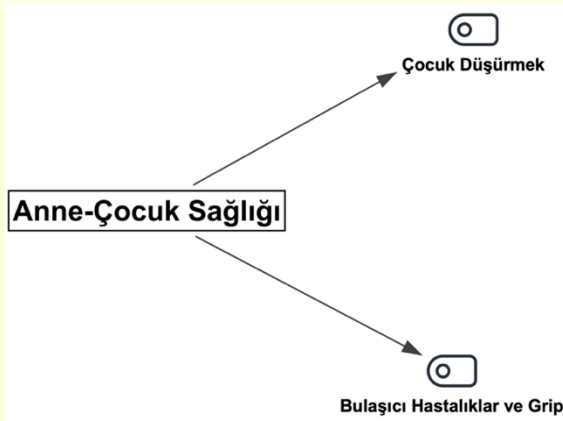 Çocuk Düşürmek
Anne-Çocuk Sağlığı
Bulaşıcı Hastalıklar ve Grip